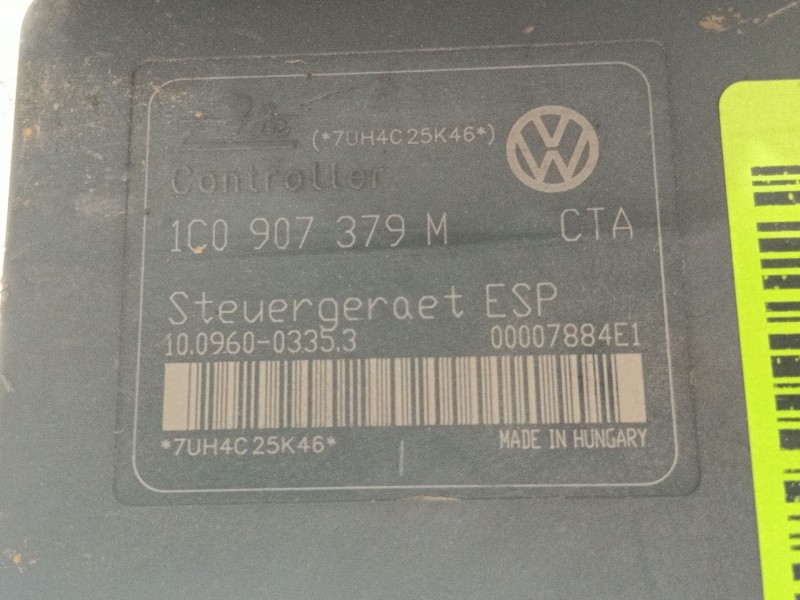 (*7UH4C25K46*)
Controller
1C0 907 379 M CTA
Steuergeraet ESP
10.0960-0335.3 00007884E1
*7UH4C25K46*
MADE IN HUNGARY